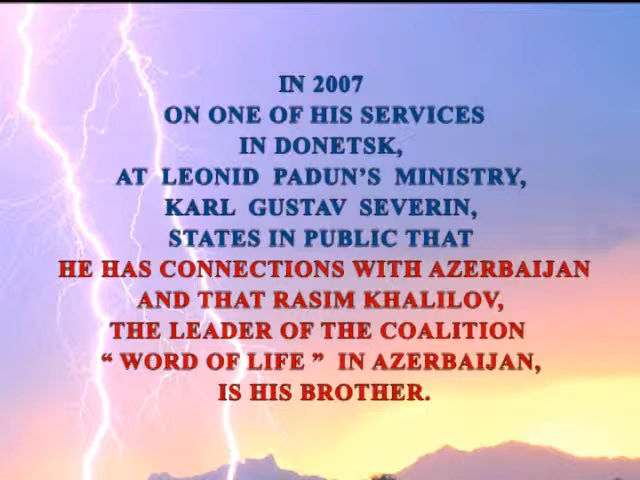 IN 2007
ON ONE OF HIS SERVICES
IN DONETSK,
AT LEONID PADUN'S MINISTRY,
KARL GUSTAV SEVERIN,
STATES IN PUBLIC THAT
HE HAS CONNECTIONS WITH AZERBAIJAN
AND THAT RASIM KHALILOV,
THE LEADER OF THE COALITION
“ WORD OF LIFE ” IN AZERBAIJAN,
IS HIS BROTHER.